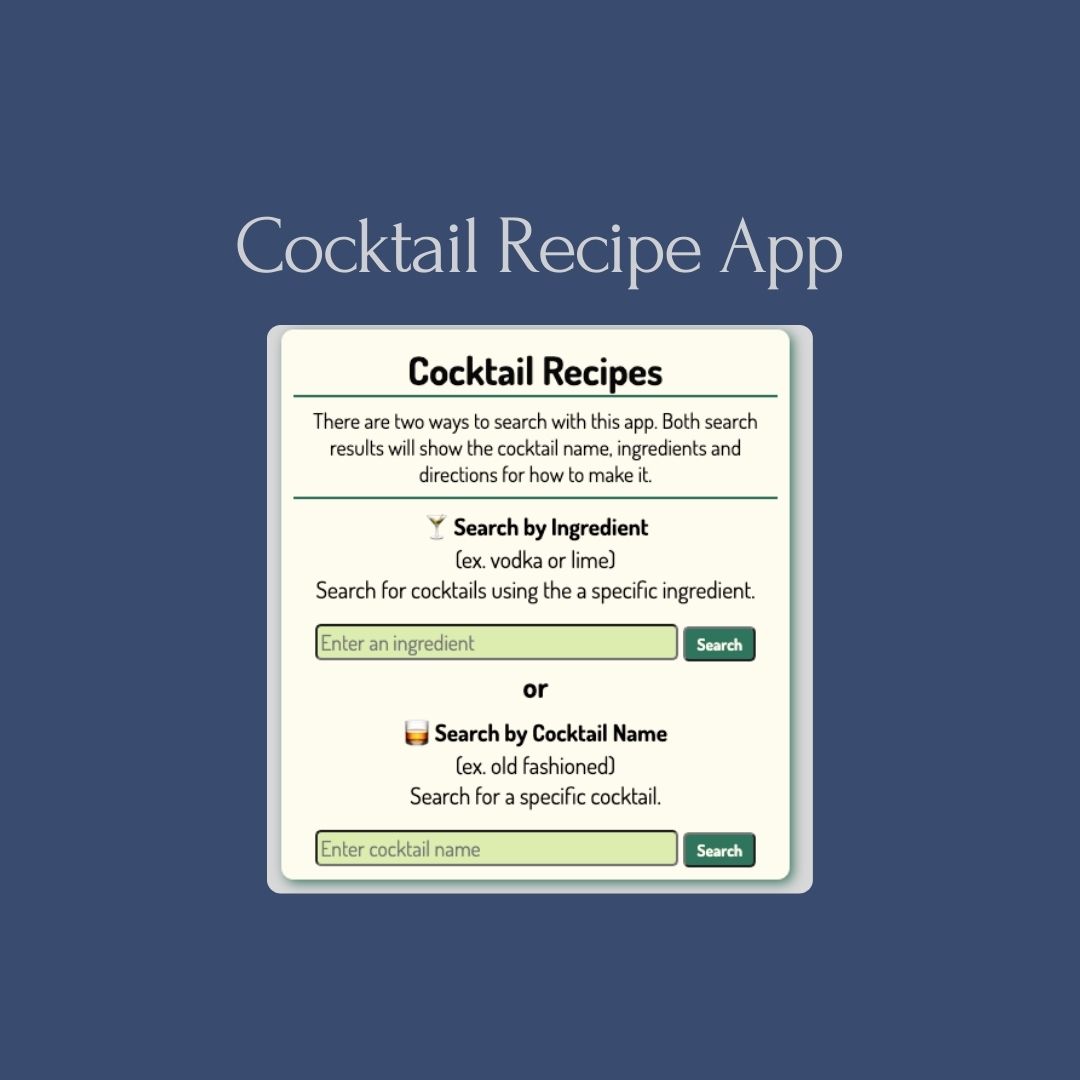 Cocktail Recipe App
Cocktail Recipes
There are two ways to search with this app. Both search
results will show the cocktail name, ingredients and
directions for how to make it.
🍸 Search by Ingredient
(ex. vodka or lime)
Search for cocktails using the a specific ingredient.
Enter an ingredient
Search
or
🥃 Search by Cocktail Name
(ex. old fashioned)
Search for a specific cocktail.
Enter cocktail name
Search